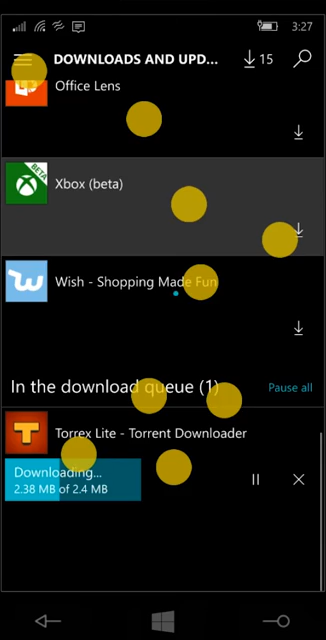 3:27
DOWNLOADS AND UPD... 15
Office Lens
BETA
Xbox (beta)
Wish - Shopping Made Fun
In the download queue (1) Pause all
Torrex Lite - Torrent Downloader
Downloading...
2.38 MB of 2.4 MB